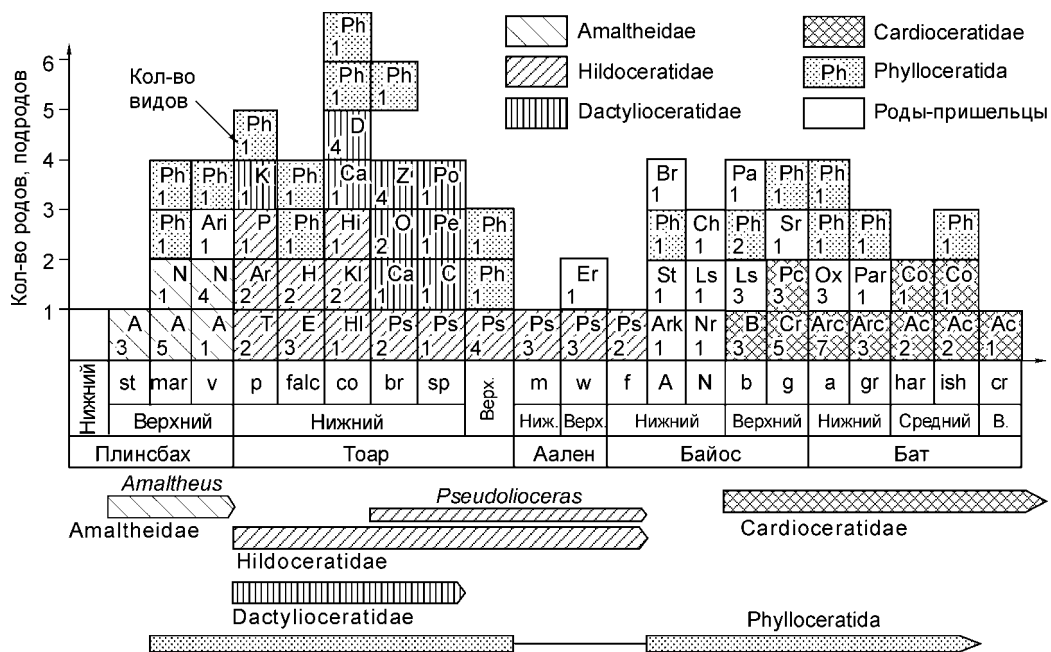 Кол-во родов, подродов
6
5
4
3
2
1
Кол-во
видов
Amaltheidae
Hildoceratidae
Dactylioceratidae
Cardioceratidae
Ph Phylloceratida
Роды-пришельцы
Ph
1
Ph Ph
1 1
Ph D
1 4
Ph Ph K Ph Ca Z Po Br Pa Ph Ph
1 1 1 1 1 4 1 1 1 1 1
Ph Ari P Ph Hi O Pe Ph Ph Ch Ph Sr Ph Ph Ph
1 1 1 1 1 2 1 1 1 1 2 1 1 1 1
N N Ar H Kl Ca C Ph Er St Ls Ls Pc Ox Par Co Co
1 4 2 2 2 1 1 1 1 1 1 3 3 3 1 1 1
A A A T E Hl Ps Ps Ps Ps Ps Ps Ark Nr B Cr Arc Arc Ac Ac Ac
3 5 1 2 3 1 2 1 4 3 3 2 1 1 3 5 7 3 2 2 1
Нижний st mar v p falc co br sp Верх. m w f A N b g a gr har ish cr
Верхний Нижний Ниж. Верх. Нижний Верхний Нижний Средний В.
Плинсбах Тоар Аален Байос Бат
Amaltheus
Amaltheidae
Pseudolioceras
Hildoceratidae
Cardioceratidae
Dactylioceratidae
Phylloceratida